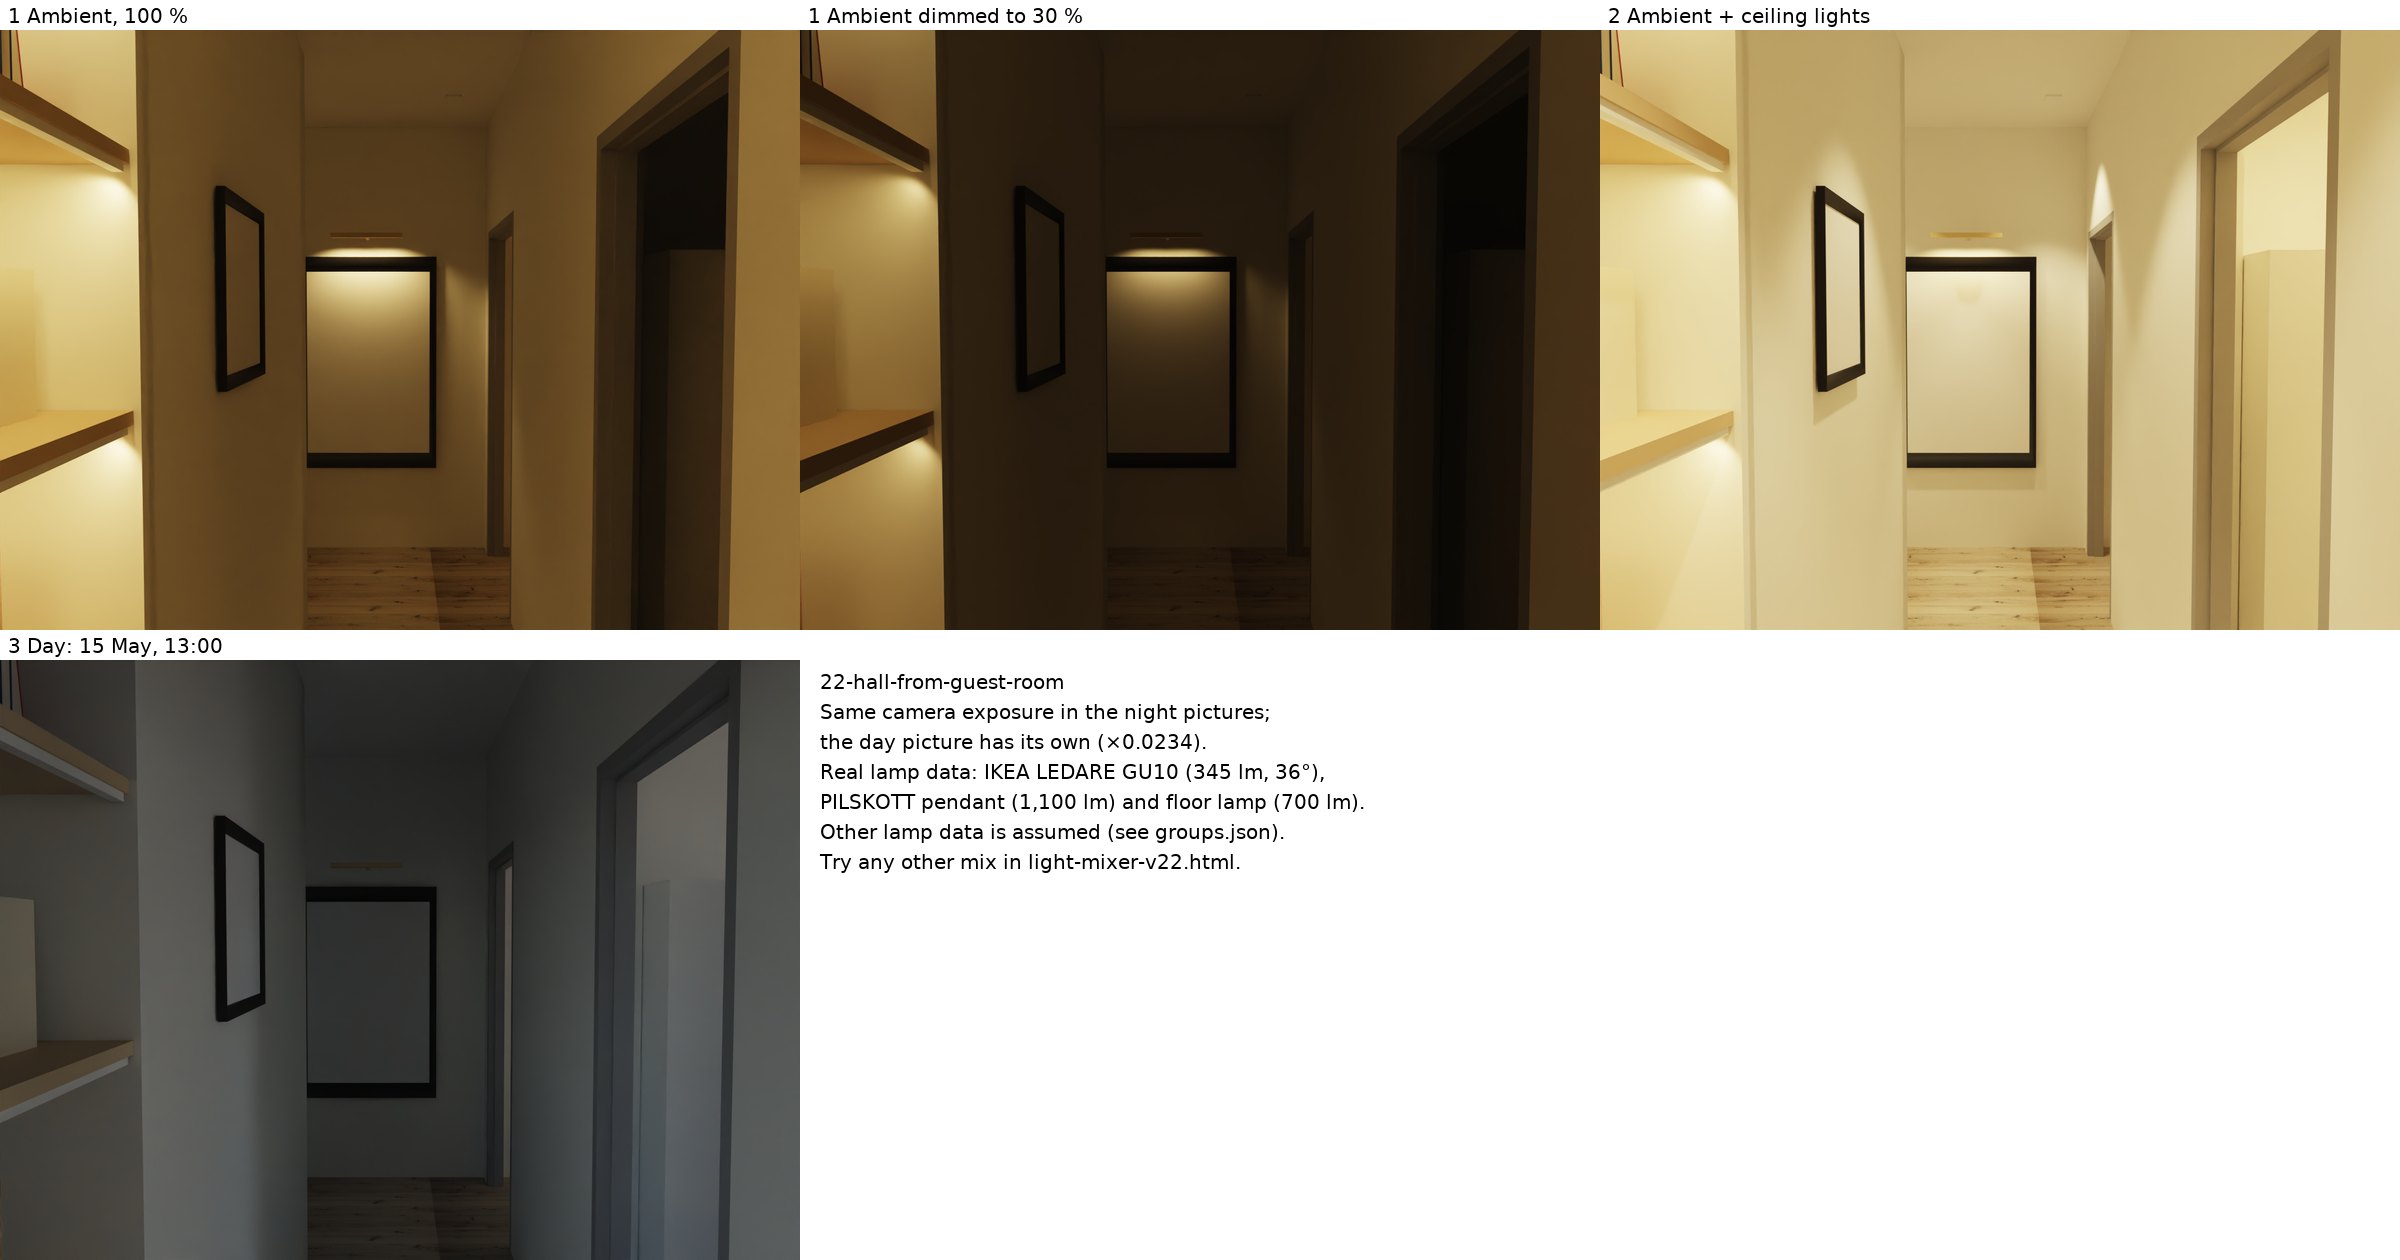 1 Ambient, 100 %
1 Ambient dimmed to 30 %
2 Ambient + ceiling lights
3 Day: 15 May, 13:00
22-hall-from-guest-room
Same camera exposure in the night pictures;
the day picture has its own (×0.0234).
Real lamp data: IKEA LEDARE GU10 (345 lm, 36°),
PILSKOTT pendant (1,100 lm) and floor lamp (700 lm).
Other lamp data is assumed (see groups.json).
Try any other mix in light-mixer-v22.html.